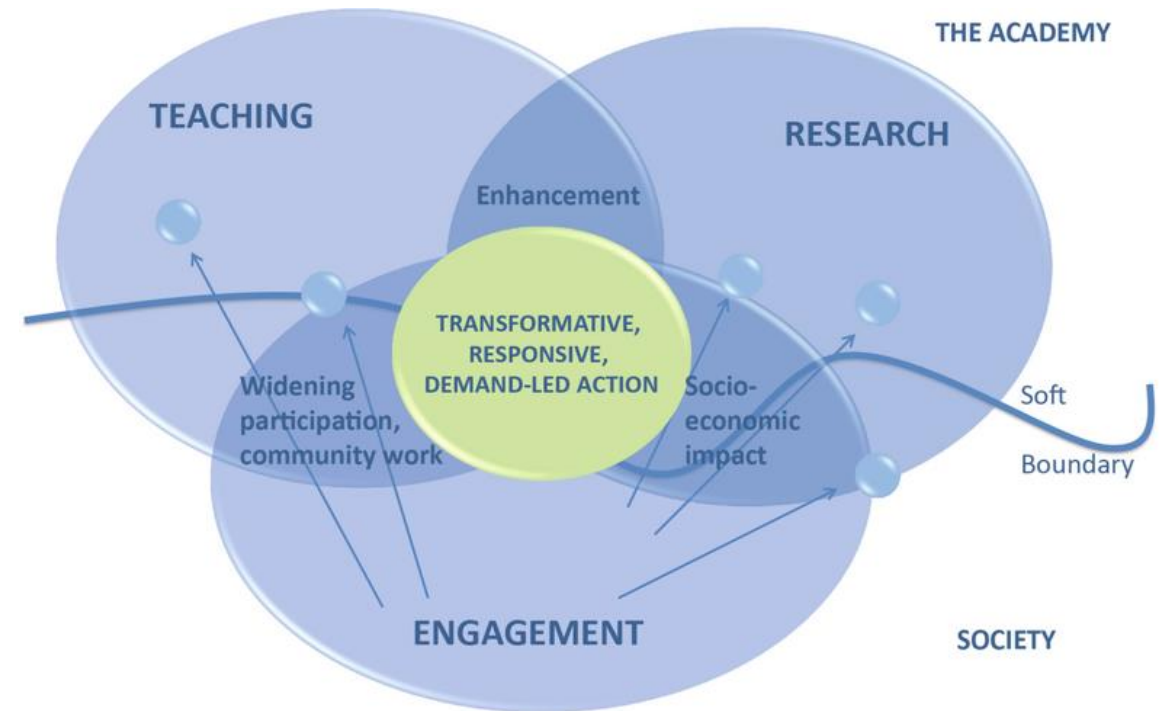 THE ACADEMY
TEACHING
RESEARCH
Enhancement
TRANSFORMATIVE,
RESPONSIVE,
DEMAND-LED ACTION
Widening
participation,
community work
Socio-
economic
impact
Soft
Boundary
ENGAGEMENT
SOCIETY